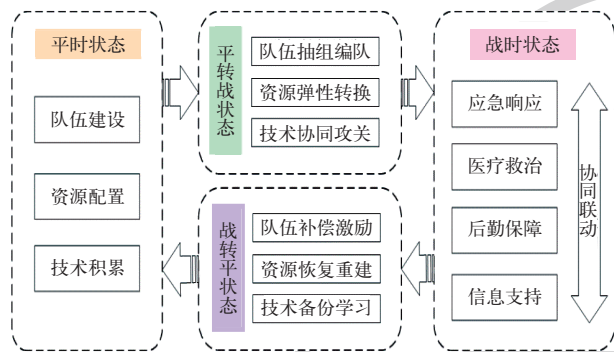 平时状态
队伍建设
资源配置
技术积累
平转战状态
队伍抽组编队
资源弹性转换
技术协同攻关
战转平状态
队伍补偿激励
资源恢复重建
技术备份学习
战时状态
应急响应
医疗救治
后勤保障
信息支持
协同联动